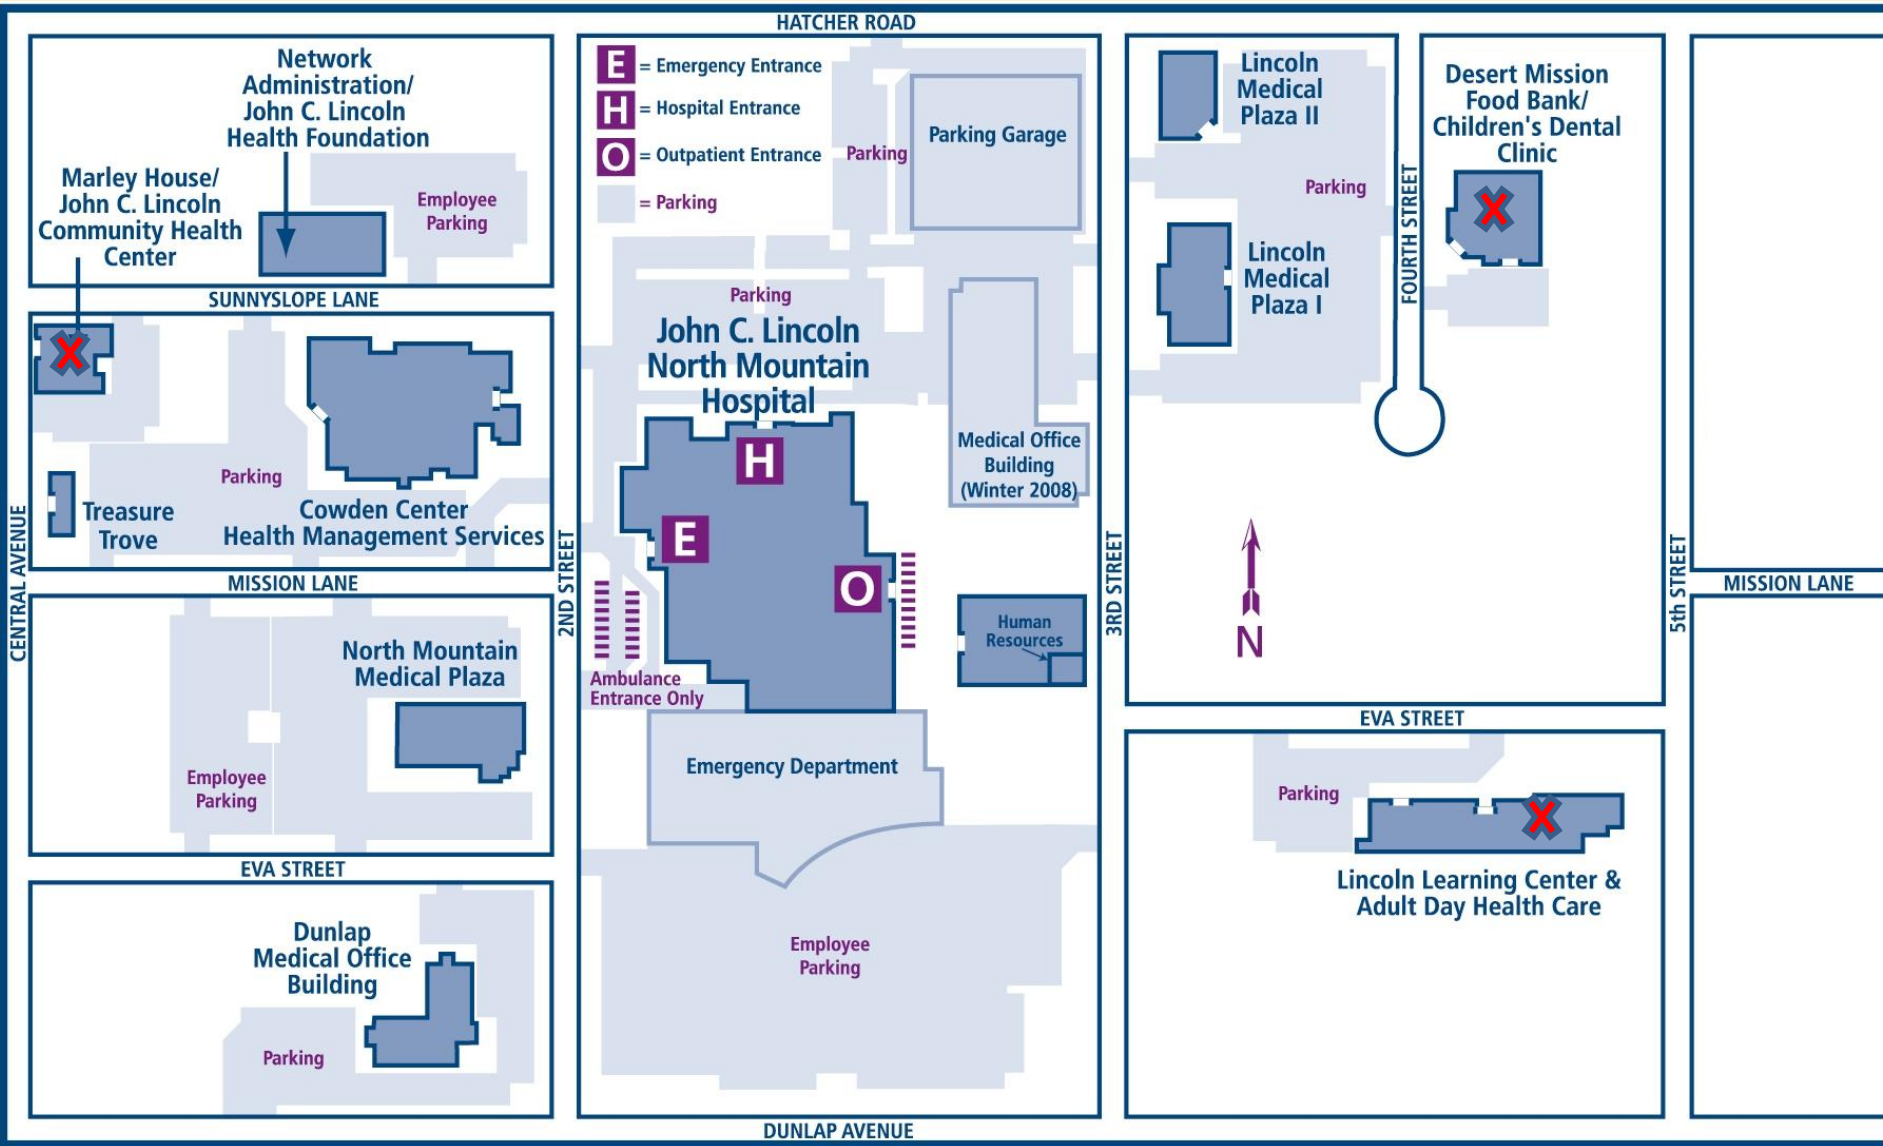 HATCHER ROAD
Network
Administration/
John C. Lincoln
Health Foundation
Marley House/
John C. Lincoln
Community Health
Center
Employee
Parking
SUNNYSLOPE LANE
Parking
Treasure
Trove
Cowden Center
Health Management Services
CENTRAL AVENUE
MISSION LANE
North Mountain
Medical Plaza
Employee
Parking
EVA STREET
Dunlap
Medical Office
Building
Parking
2ND STREET
E = Emergency Entrance
H = Hospital Entrance
O = Outpatient Entrance
= Parking
Parking
Parking Garage
Parking
John C. Lincoln
North Mountain
Hospital
H
E
O
Medical Office
Building
(Winter 2008)
Human
Resources
Ambulance
Entrance Only
Emergency Department
Employee
Parking
DUNLAP AVENUE
3RD STREET
Lincoln
Medical
Plaza II
Parking
Lincoln
Medical
Plaza I
FOURTH STREET
Desert Mission
Food Bank/
Children's Dental
Clinic
X
X
N
5th STREET
MISSION LANE
EVA STREET
Parking
X
Lincoln Learning Center &
Adult Day Health Care